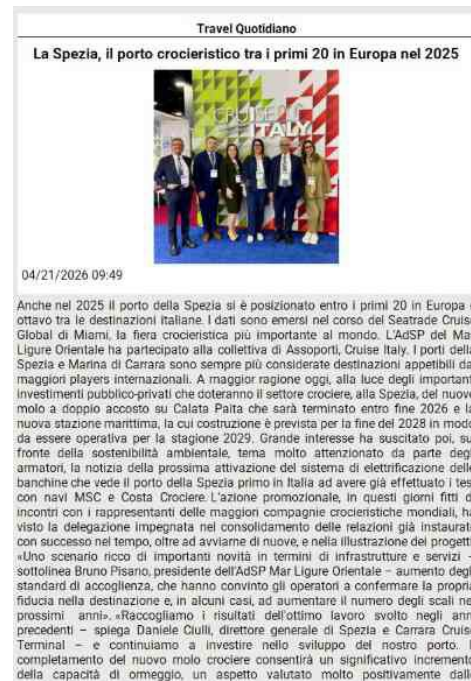 Travel Quotidiano
La Spezia, il porto crocieristico tra i primi 20 in Europa nel 2025
CRUISE
ITALY
04/21/2026 09:49
Anche nel 2025 il porto della Spezia si è posizionato entro i primi 20 in Europa
ottavo tra le destinazioni italiane. I dati sono emersi nel corso del Seatrade Cruise
Global di Miami, la fiera crocieristica più importante al mondo. L'AdSP del Mar
Ligure Orientale ha partecipato alla collettiva di Assoporti, Cruise Italy. I porti della
Spezia e Marina di Carrara sono sempre più considerate destinazioni appetibili dai
maggiori players internazionali. A maggior ragione oggi, alla luce degli importanti
investimenti pubblico-privati che doteranno il settore crociere, alla Spezia, del nuovo
molo a doppio accosto su Calata Paita che sarà terminato entro fine 2026 e la
nuova stazione marittima, la cui costruzione è prevista per la fine del 2028 in modo
da essere operativa per la stagione 2029. Grande interesse ha suscitato poi, sul
fronte della sostenibilità ambientale, tema molto attenzionato da parte degli
armatori, la notizia della prossima attivazione del sistema di elettrificazione delle
banchine che vede il porto della Spezia primo in Italia ad avere già effettuato i test
con navi MSC e Costa Crociere. L'azione promozionale, in questi giorni fitti di
incontri con i rappresentanti delle maggiori compagnie crocieristiche mondiali, ha
visto la delegazione impegnata nel consolidamento delle relazioni già instaurate
con successo nel tempo, oltre ad avviarne di nuove, e nella illustrazione dei progetti.
«Uno scenario ricco di importanti novità in termini di infrastrutture e servizi –
sottolinea Bruno Pisano, presidente dell'AdSP Mar Ligure Orientale – aumento degli
standard di accoglienza, che hanno convinto gli operatori a confermare la propria
fiducia nella destinazione e, in alcuni casi, ad aumentare il numero degli scali nei
prossimi anni». «Raccogliamo i risultati dell'ottimo lavoro svolto negli anni
precedenti – spiega Daniele Ciulli, direttore generale di Spezia e Carrara Cruise
Terminal – e continuiamo a investire nello sviluppo del nostro porto. Il
completamento del nuovo molo crociere consentirà un significativo incremento
della capacità di ormeggio, un aspetto valutato molto positivamente dalle